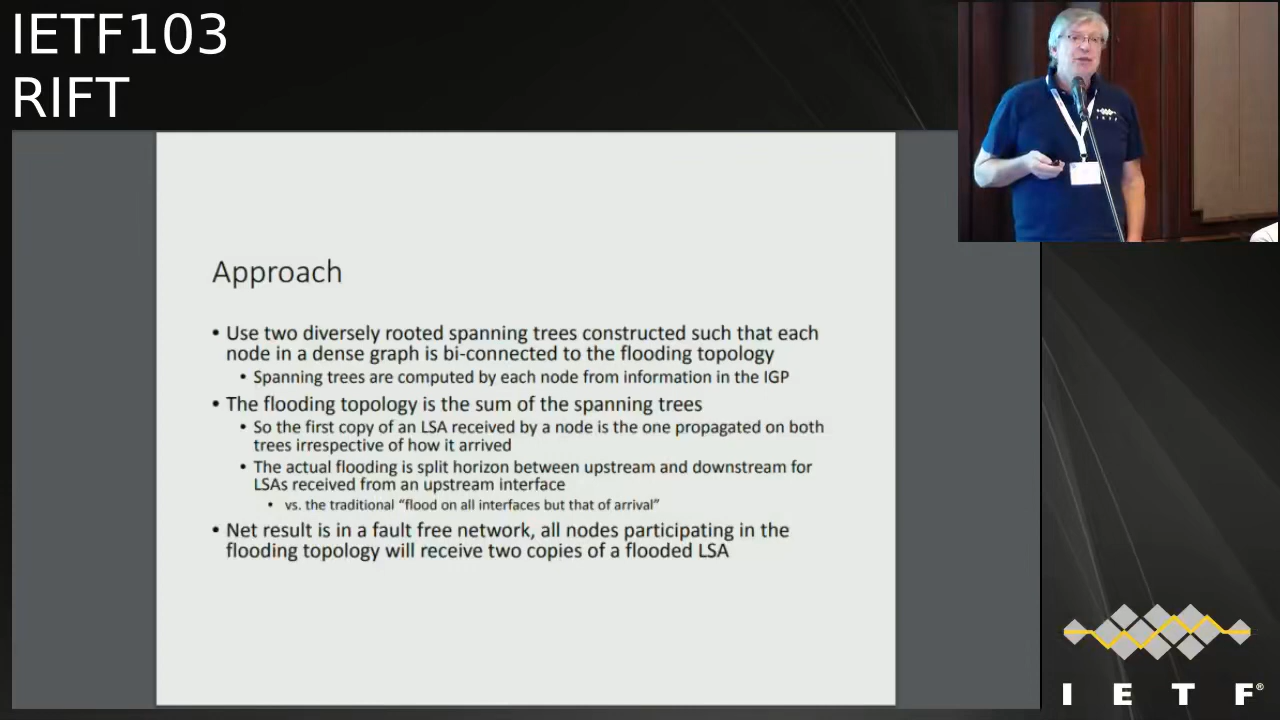 IETF103
RIFT
Approach
• Use two diversely rooted spanning trees constructed such that each
node in a dense graph is bi-connected to the flooding topology
• Spanning trees are computed by each node from information in the IGP
• The flooding topology is the sum of the spanning trees
• So the first copy of an LSA received by a node is the one propagated on both
trees irrespective of how it arrived
• The actual flooding is split horizon between upstream and downstream for
LSAs received from an upstream interface
• vs. the traditional “flood on all interfaces but that of arrival”
• Net result is in a fault free network, all nodes participating in the
flooding topology will receive two copies of a flooded LSA
IETF
I E T F®